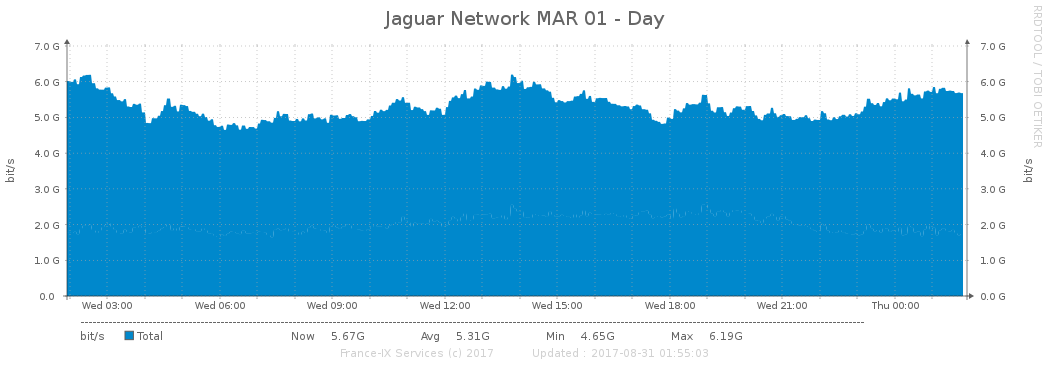 Jaguar Network MAR 01 - Day
RRDTOOL / TOBI OETIKER
7.0 G 7.0 G
6.0 G 6.0 G
5.0 G 5.0 G
4.0 G 4.0 G
3.0 G 3.0 G
2.0 G 2.0 G
1.0 G 1.0 G
0.0 0.0 G
bit/s
bit/s
Wed 03:00 Wed 06:00 Wed 09:00 Wed 12:00 Wed 15:00 Wed 18:00 Wed 21:00 Thu 00:00
bit/s Total Now 5.67G Avg 5.31G Min 4.65G Max 6.19G
France-IX Services (c) 2017 Updated : 2017-08-31 01:55:03